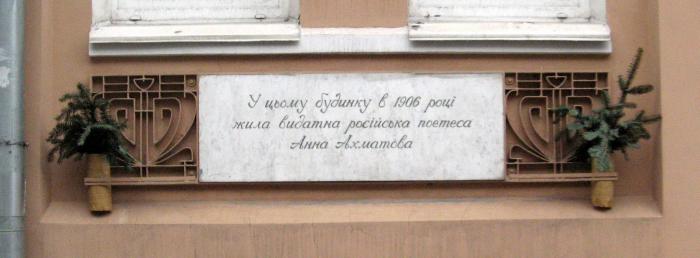 У цьому будинку в 1906 році
жила видатна російська поетеса
Анна Ахматова